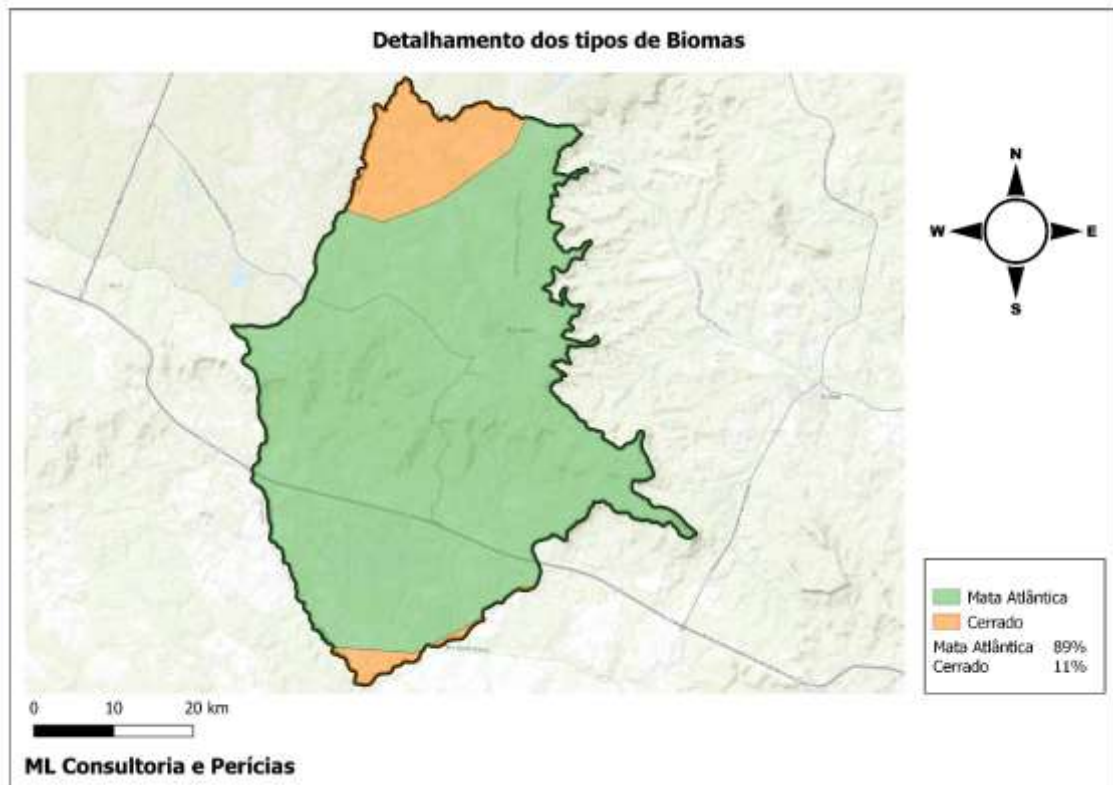 Detalhamento dos tipos de Biomas
N
W
E
S
Mata Atlântica
Cerrado
Mata Atlântica 89%
Cerrado 11%
0 10 20 km
ML Consultoria e Perícias